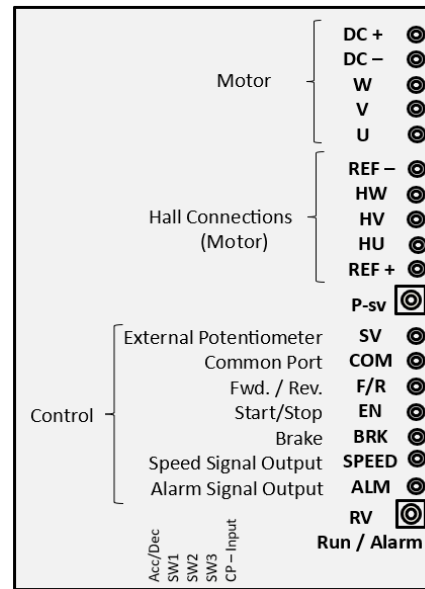 DC +
DC –
Motor
W
V
U
REF –
HW
Hall Connections
(Motor)
HV
HU
REF +
P-sv
External Potentiometer SV
Common Port COM
Fwd. / Rev. F/R
Control
Start/Stop EN
Brake BRK
Speed Signal Output SPEED
Alarm Signal Output ALM
RV
Run / Alarm
Acc/Dec
SW1
SW2
SW3
CP – Input